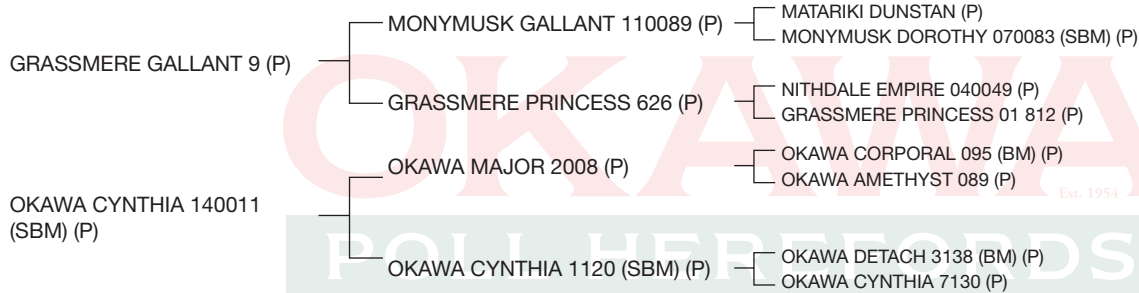 MONYMUSK GALLANT 110089 (P)
MATARIKI DUNSTAN (P)
MONYMUSK DOROTHY 070083 (SBM) (P)
GRASSMERE GALLANT 9 (P)
GRASSMERE PRINCESS 626 (P)
NITHDALE EMPIRE 040049 (P)
GRASSMERE PRINCESS 01 812 (P)
OKAWA MAJOR 2008 (P)
OKAWA CORPORAL 095 (BM) (P)
OKAWA AMETHYST 089 (P)
OKAWA CYNTHIA 140011
(SBM) (P)
OKAWA CYNTHIA 1120 (SBM) (P)
OKAWA DETACH 3138 (BM) (P)
OKAWA CYNTHIA 7130 (P)
OKAWA
Est. 1954
POLL HEREFORDS